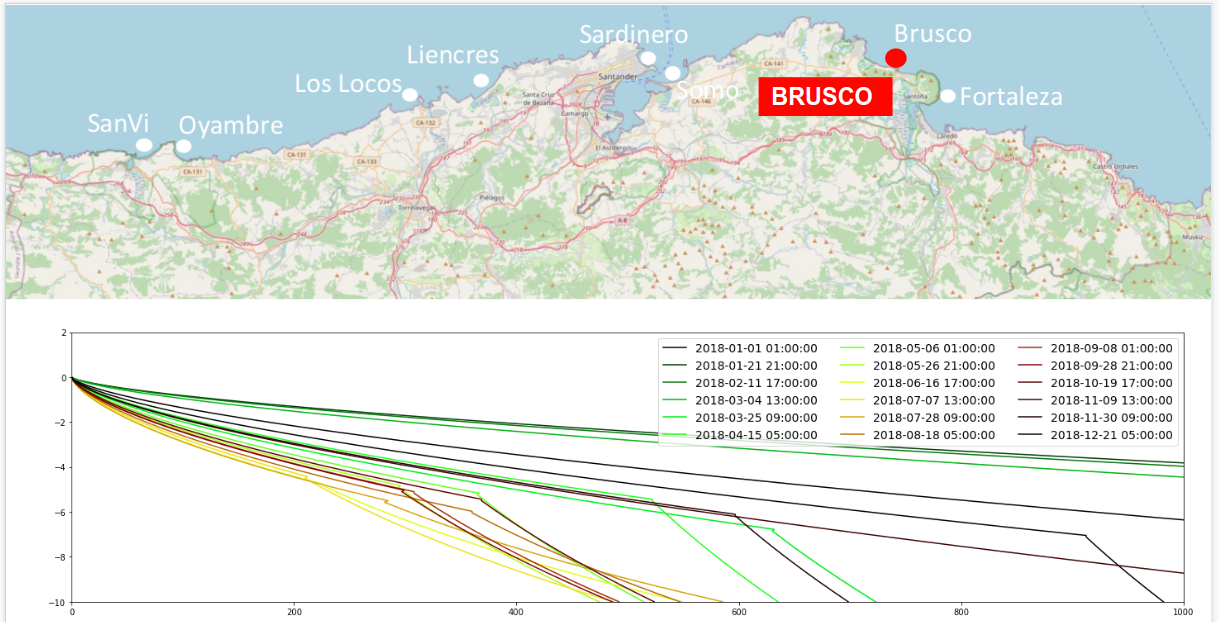 Sardinero
Brusco
Liencres
CA-141
Santander
Los Locos
Somo
BRUSCO
Santoña
Fortaleza
Santa Cruz
de Bezana
CA-146
Camargo
SanVi
Oyambre
CA-132
Laredo
El Astillero
CA-131
CA-133
Castro Urdiales
CA-131
Piélagos
Torrelavega
A-8
Muskiz
2
0
−2
−4
−6
−8
−10
0
200
400
600
800
1000
2018-01-01 01:00:00
2018-01-21 21:00:00
2018-02-11 17:00:00
2018-03-04 13:00:00
2018-03-25 09:00:00
2018-04-15 05:00:00
2018-05-06 01:00:00
2018-05-26 21:00:00
2018-06-16 17:00:00
2018-07-07 13:00:00
2018-07-28 09:00:00
2018-08-18 05:00:00
2018-09-08 01:00:00
2018-09-28 21:00:00
2018-10-19 17:00:00
2018-11-09 13:00:00
2018-11-30 09:00:00
2018-12-21 05:00:00